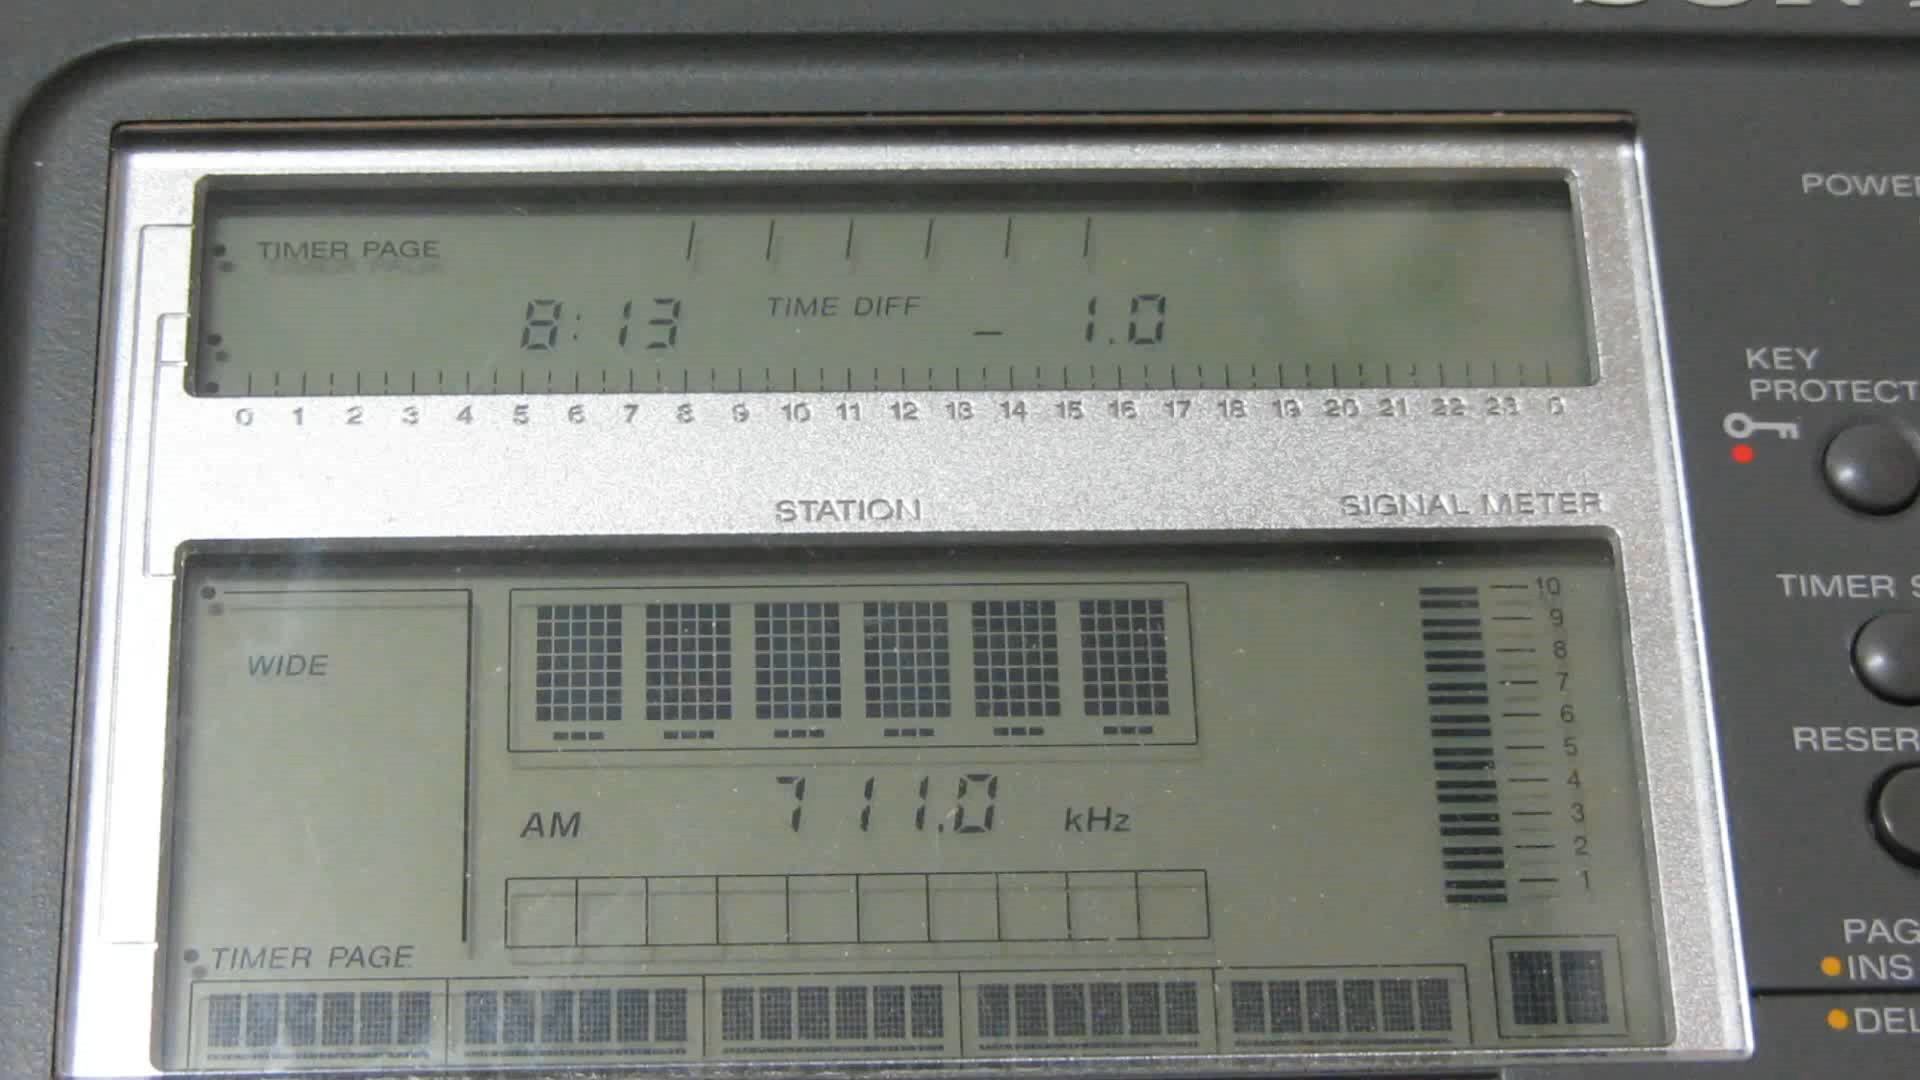 POWER
TIMER PAGE
8:13 TIME DIFF - 1.0
0 1 2 3 4 5 6 7 8 9 10 11 12 13 14 15 16 17 18 19 20 21 22 23 0
KEY
PROTECT
STATION
SIGNAL METER
TIMER S
WIDE
10
9
8
7
6
5
4
3
2
1
RESER
AM 711.0 kHz
TIMER PAGE
PAG
INS
DEL